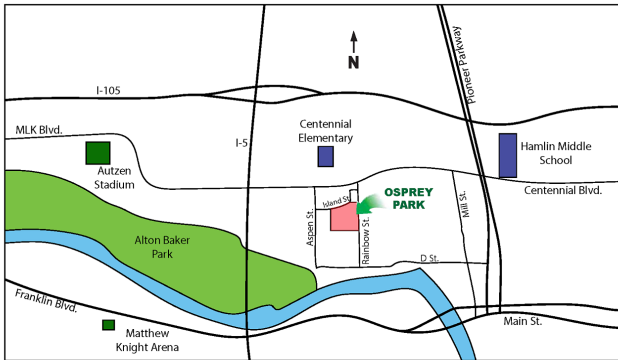 N
Pioneer Parkway
I-105
MLK Blvd.
I-5
Centennial
Elementary
Hamlin Middle
School
Autzen
Stadium
Centennial Blvd.
OSPREY
PARK
Island St.
Aspen St.
Rainbow St.
Mill St.
Alton Baker
Park
D St.
Franklin Blvd.
Main St.
Matthew
Knight Arena